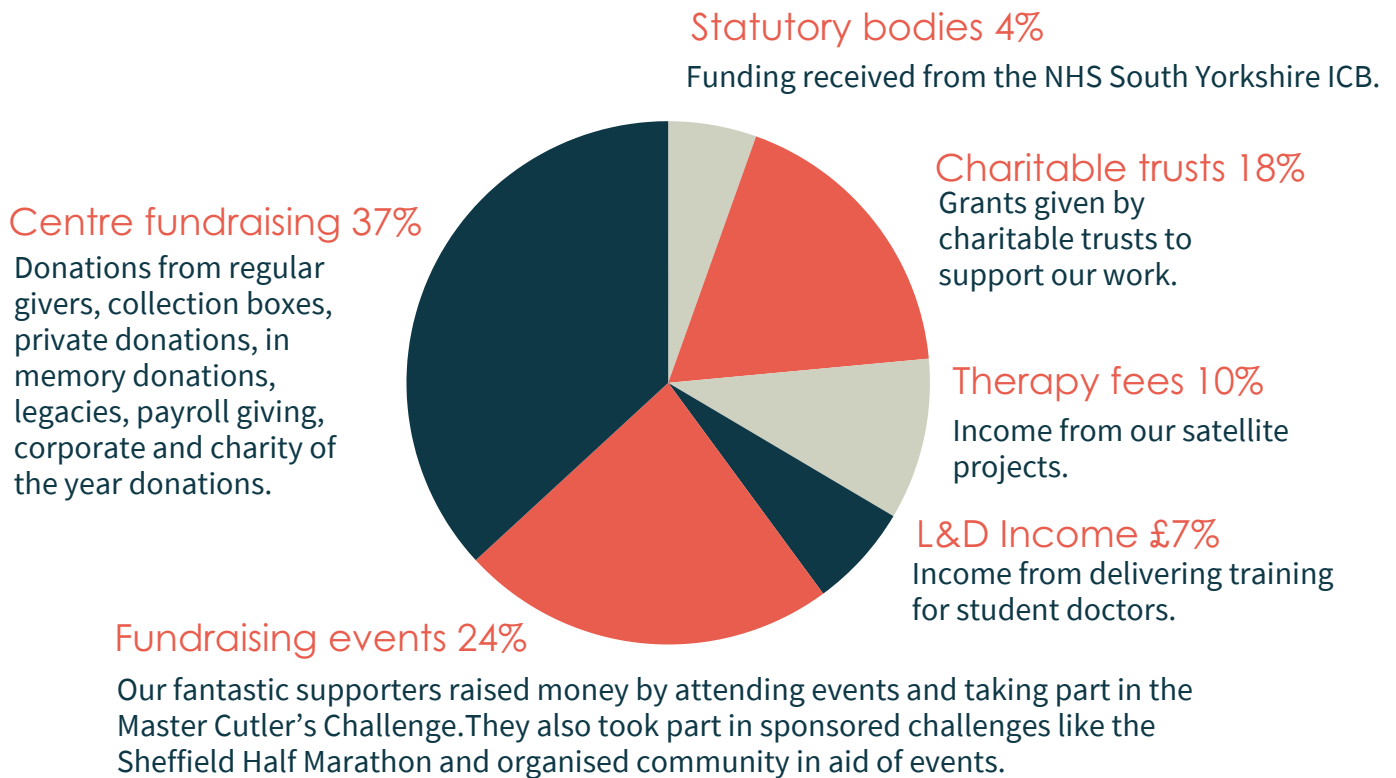 Statutory bodies 4%
Funding received from the NHS South Yorkshire ICB.
Charitable trusts 18%
Grants given by
charitable trusts to
support our work.
Centre fundraising 37%
Donations from regular
givers, collection boxes,
private donations, in
memory donations,
legacies, payroll giving,
corporate and charity of
the year donations.
Therapy fees 10%
Income from our satellite
projects.
L&D Income £7%
Income from delivering training
for student doctors.
Fundraising events 24%
Our fantastic supporters raised money by attending events and taking part in the
Master Cutler’s Challenge.They also took part in sponsored challenges like the
Sheffield Half Marathon and organised community in aid of events.